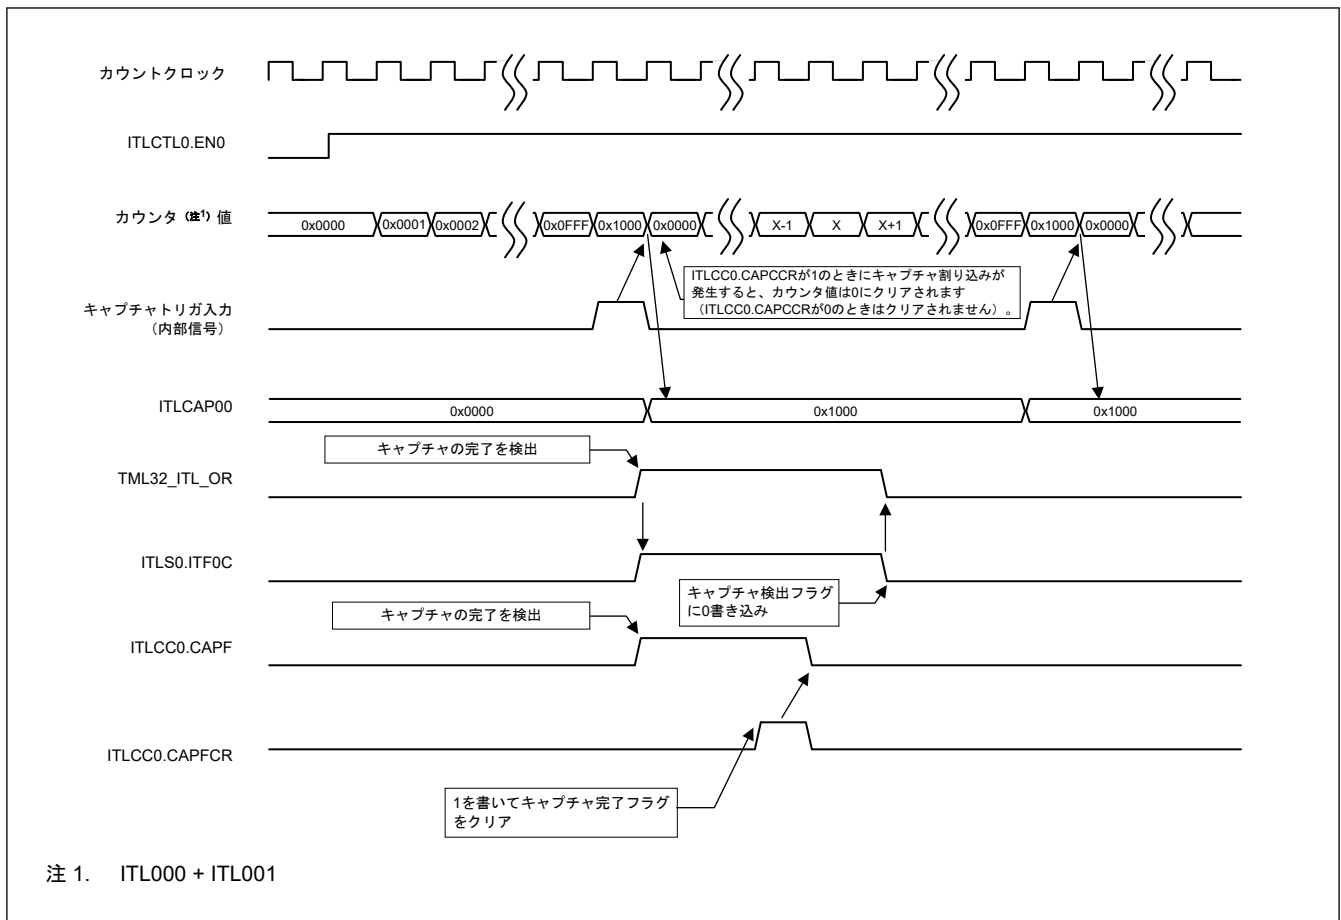 カウントクロック
ITLCTL0.EN0
カウンタ（注1）値
0x0000
0x0001
0x0002
0x0FFF
0x1000
0x0000
X-1
X
X+1
0x0FFF
0x1000
0x0000
ITLCC0.CAPCCRが1のときにキャプチャ割り込みが
発生すると、カウンタ値は0にクリアされます
（ITLCC0.CAPCCRが0のときはクリアされません）。
キャプチャトリガ入力
（内部信号）
ITLCAP00
0x0000
0x1000
0x1000
キャプチャの完了を検出
TML32_ITL_OR
ITLS0.ITF0C
キャプチャ検出フラグ
に0書き込み
キャプチャの完了を検出
ITLCC0.CAPF
ITLCC0.CAPFCR
1を書いてキャプチャ完了フラグ
をクリア
注 1. ITL000 + ITL001